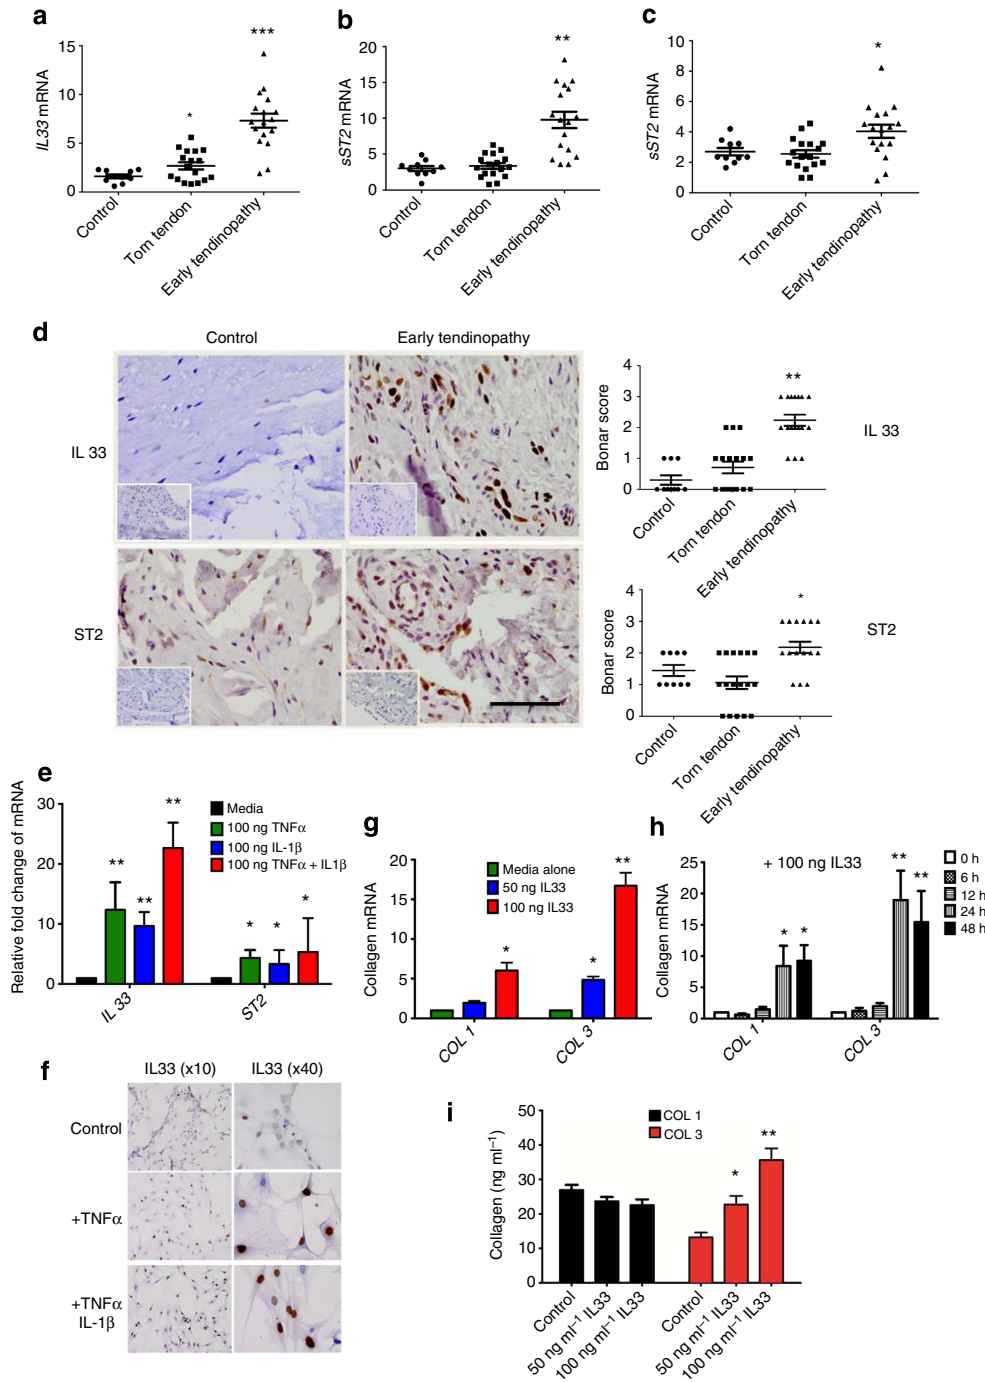 a
***
15
10
5
0
IL33 mRNA
*
Control
Torn tendon
Early tendinopathy
b
**
20
15
10
5
0
sST2 mRNA
Control
Torn tendon
Early tendinopathy
c
*
10
8
6
4
2
0
sST2 mRNA
Control
Torn tendon
Early tendinopathy
d
Control
Early tendinopathy
IL 33
ST2
4
3
2
1
0
Bonar score
**
IL 33
Control
Torn tendon
Early tendinopathy
4
3
2
1
0
Bonar score
*
ST2
Control
Torn tendon
Early tendinopathy
e
30
20
10
0
Relative fold change of mRNA
Media
100 ng TNFα
100 ng IL-1β
100 ng TNFα + IL1β
** ** **
* * *
IL 33
ST2
g
20
15
10
5
0
Collagen mRNA
Media alone
50 ng IL33
100 ng IL33
*
* **
COL 1
COL 3
h
+ 100 ng IL33
25
20
15
10
5
0
Collagen mRNA
0 h
6 h
12 h
24 h
48 h
* *
** **
COL 1
COL 3
f
IL33 (x10)
IL33 (x40)
Control
+TNFα
+TNFα
IL-1β
i
50
40
30
20
10
0
Collagen (ng ml⁻¹)
COL 1
COL 3
* **
Control
50 ng ml⁻¹ IL33
100 ng ml⁻¹ IL33
Control
50 ng ml⁻¹ IL33
100 ng ml⁻¹ IL33